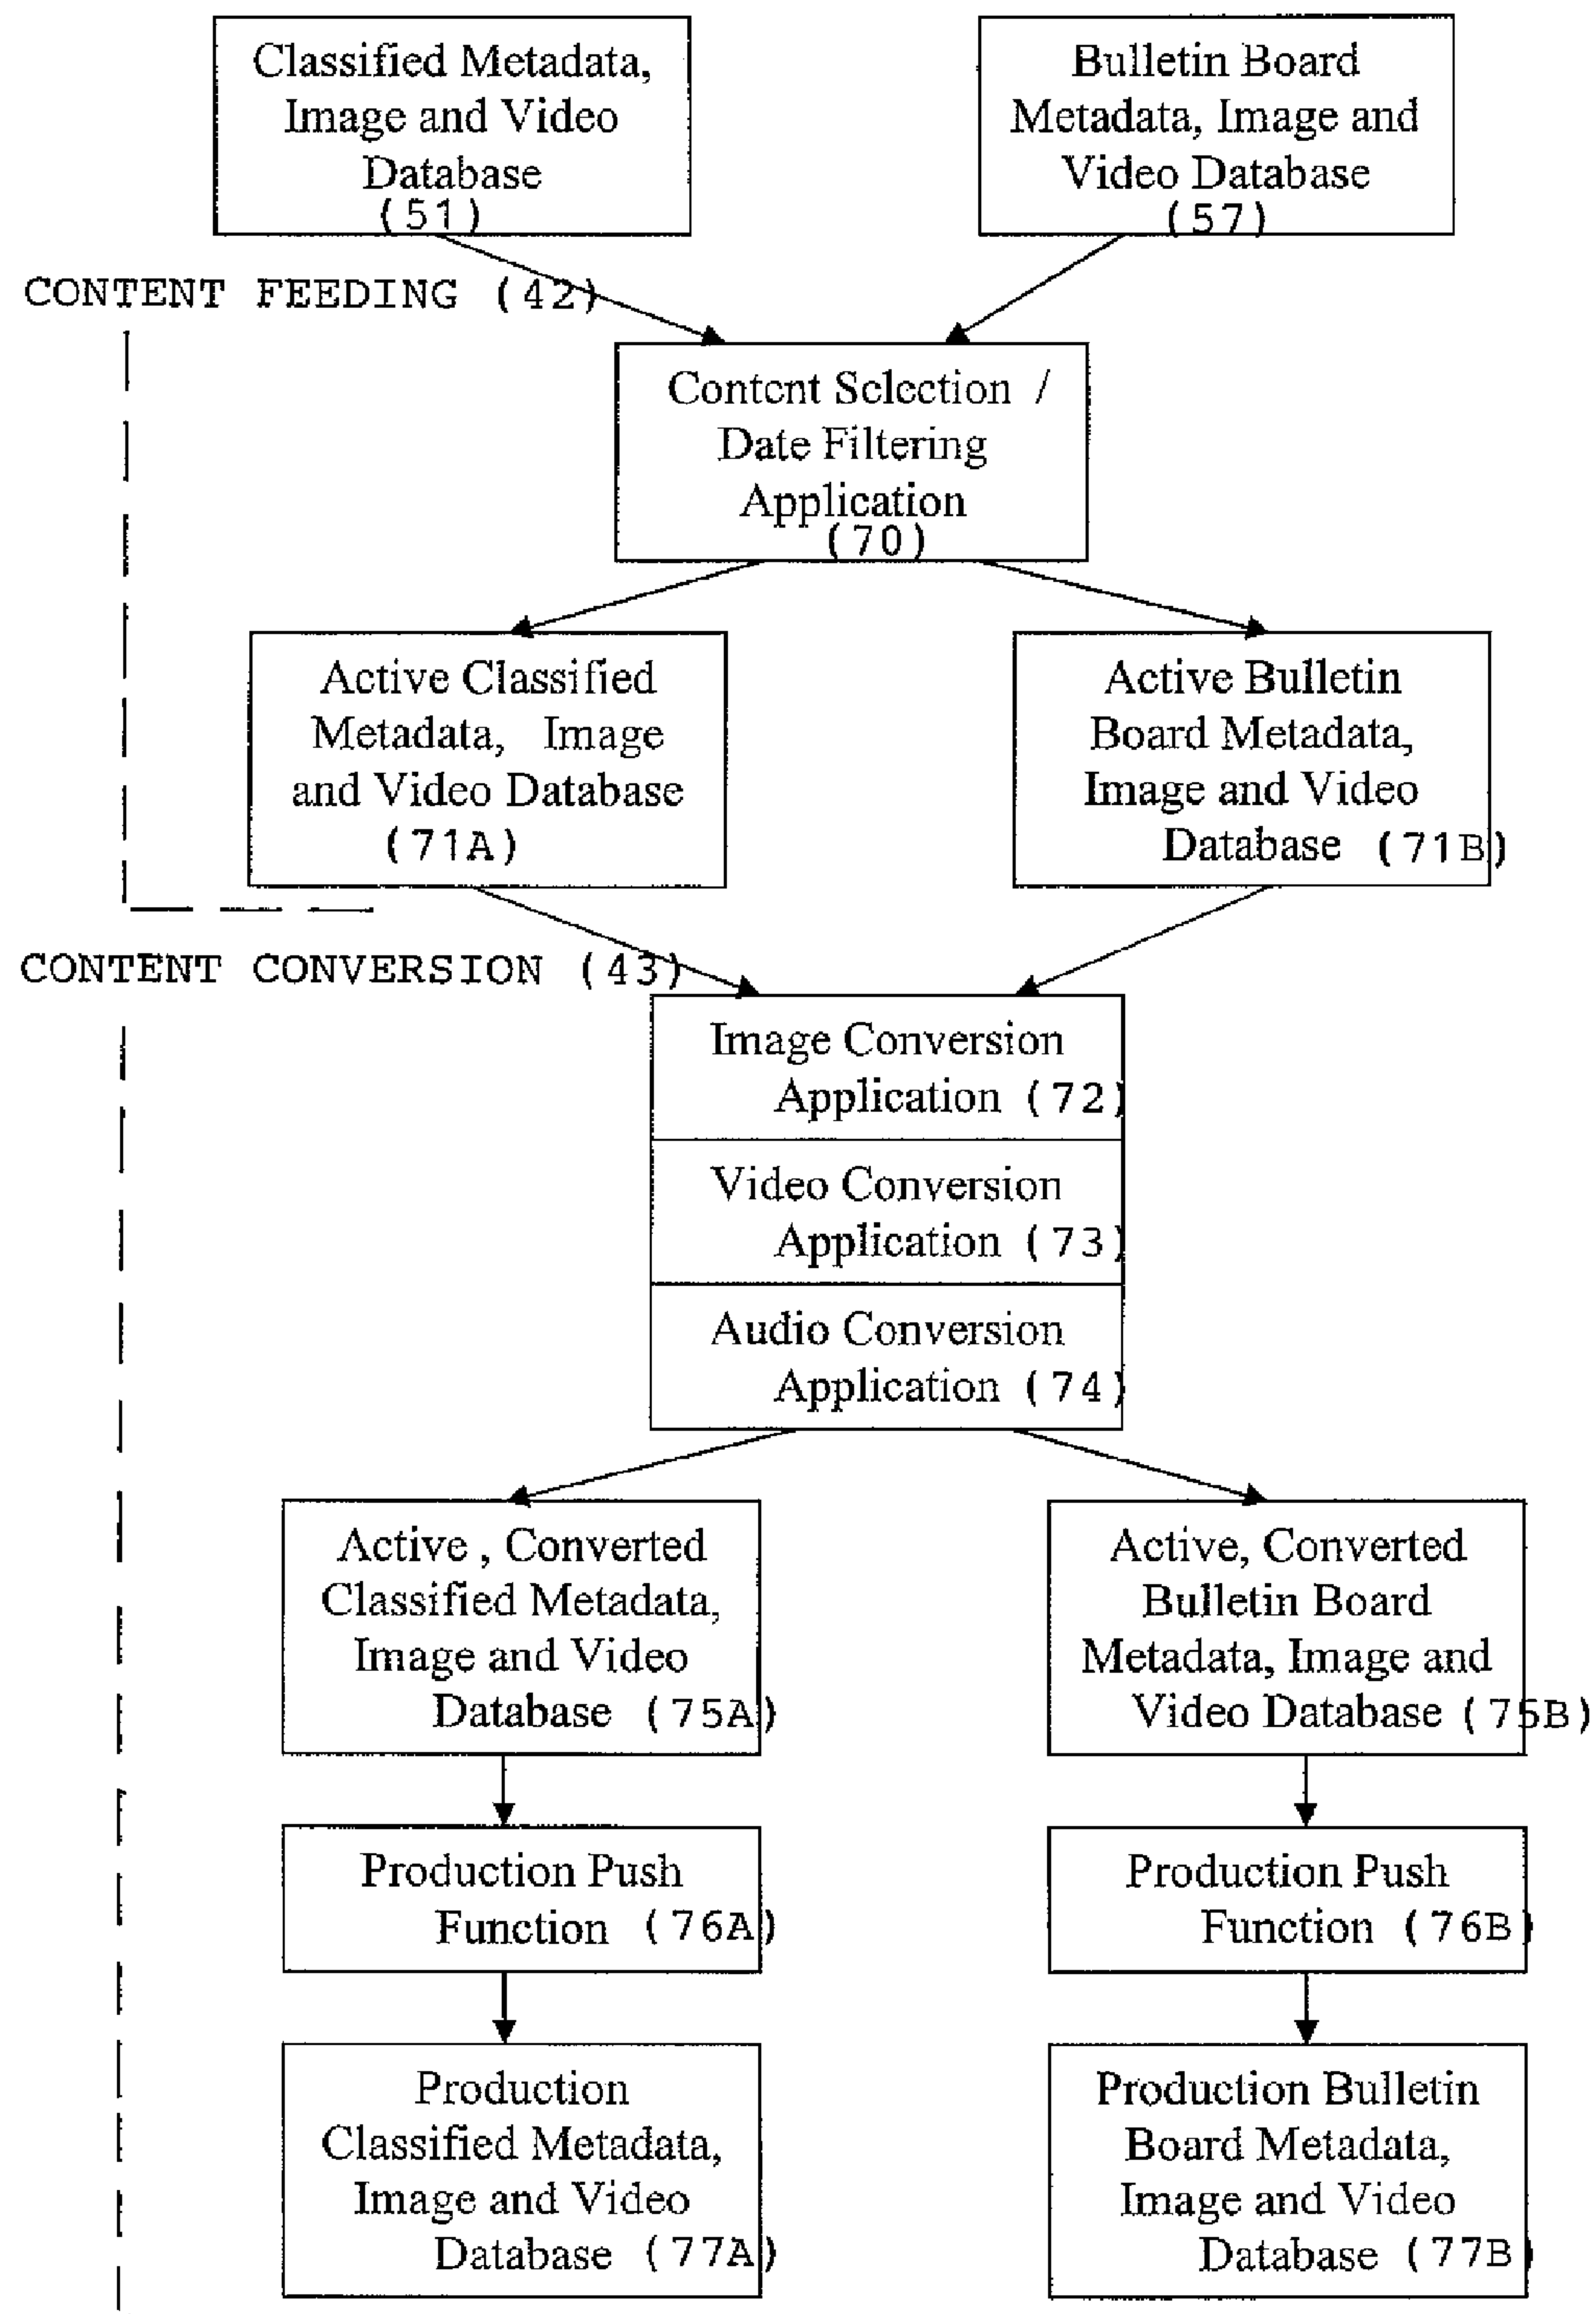 Classified Metadata,
Image and Video
Database
(51)
Bulletin Board
Metadata, Image and
Video Database
(57)
CONTENT FEEDING (42)
Content Selection /
Date Filtering
Application
(70)
Active Classified
Metadata, Image
and Video Database
(71A)
Active Bulletin
Board Metadata,
Image and Video
Database (71B)
CONTENT CONVERSION (43)
Image Conversion
Application (72)
Video Conversion
Application (73)
Audio Conversion
Application (74)
Active , Converted
Classified Metadata,
Image and Video
Database (75A)
Active, Converted
Bulletin Board
Metadata, Image and
Video Database (75B)
Production Push
Function (76A)
Production Push
Function (76B)
Production
Classified Metadata,
Image and Video
Database (77A)
Production Bulletin
Board Metadata,
Image and Video
Database (77B)